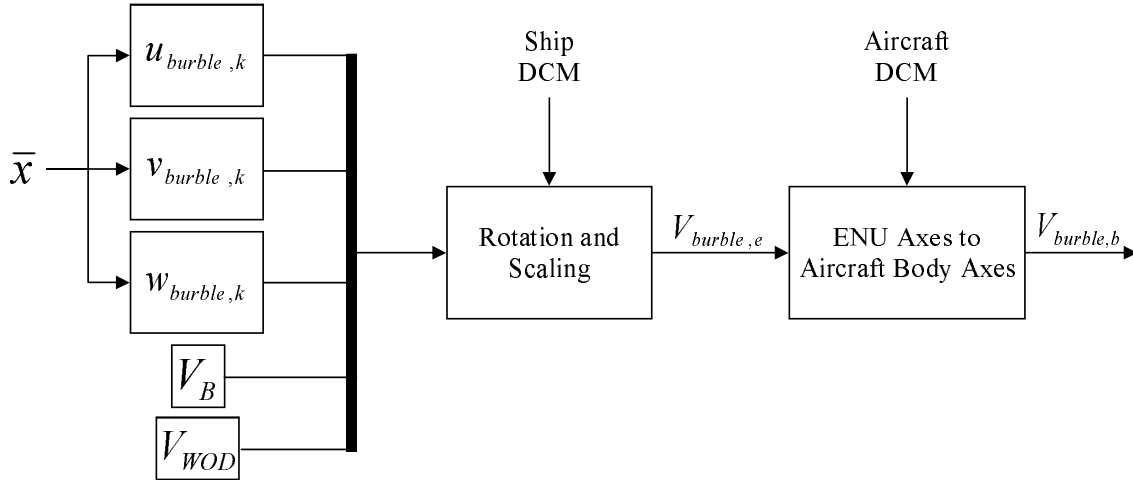 x̄
u_burble,k
v_burble,k
w_burble,k
V_B
V_WOD
Ship
DCM
Rotation and
Scaling
V_burble,e
Aircraft
DCM
ENU Axes to
Aircraft Body Axes
V_burble,b